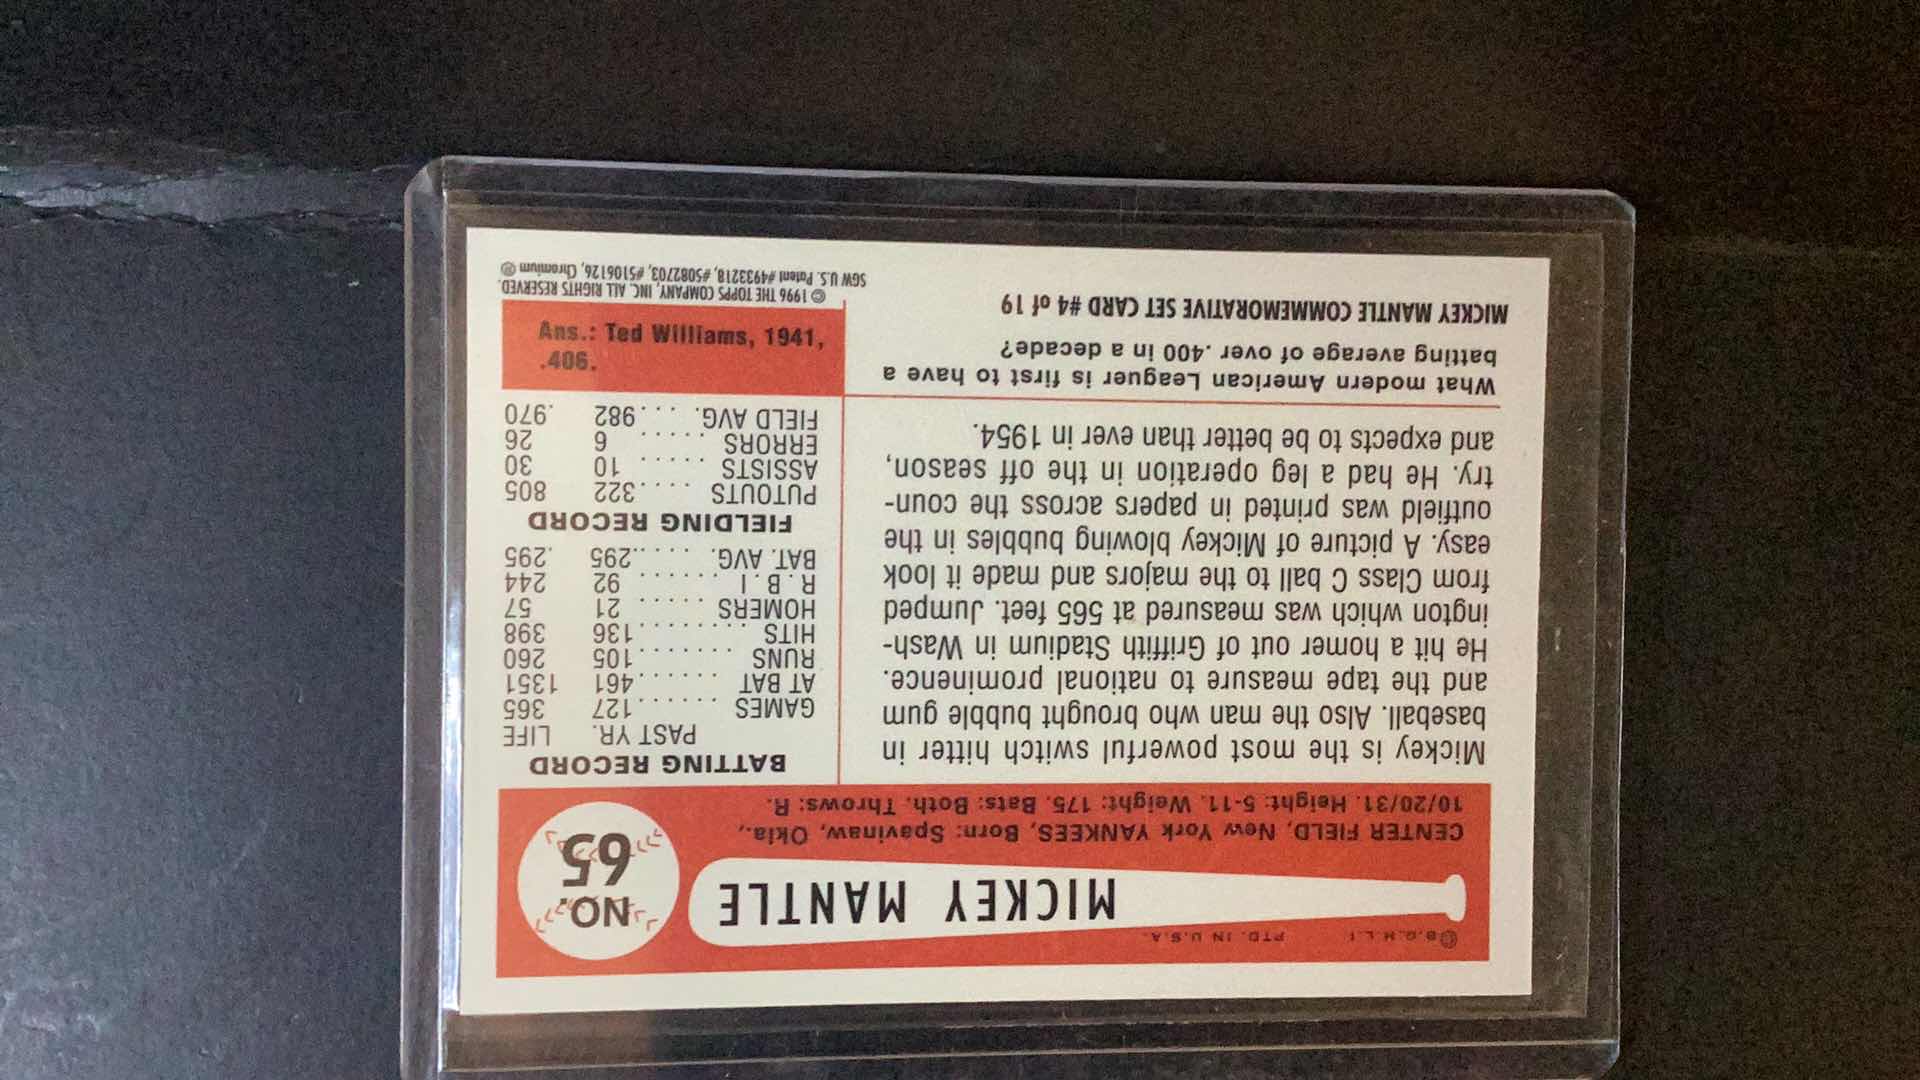 © B.G.H.L.I. PTD. IN U.S.A.
MICKEY MANTLE
NO.
65
CENTER FIELD, New York YANKEES, Born: Spavinaw, Okla.,
10/20/31. Height: 5-11. Weight: 175. Bats: Both. Throws: R.
Mickey is the most powerful switch hitter in
baseball. Also the man who brought bubble gum
and the tape measure to national prominence.
He hit a homer out of Griffith Stadium in Wash-
ington which was measured at 565 feet. Jumped
from Class C ball to the majors and made it look
easy. A picture of Mickey blowing bubbles in the
outfield was printed in papers across the coun-
try. He had a leg operation in the off season,
and expects to be better than ever in 1954.
BATTING RECORD
PAST YR. LIFE
GAMES ......127 365
AT BAT ......461 1351
RUNS ........105 260
HITS ........136 398
HOMERS ...... 21 57
R. B. I ....... 92 244
BAT. AVG. .....295 .295
FIELDING RECORD
PUTOUTS ....322 805
ASSISTS ..... 10 30
ERRORS ...... 6 26
FIELD AVG. ....982 .970
What modern American Leaguer is first to have a
batting average of over .400 in a decade?
Ans.: Ted Williams, 1941,
.406.
MICKEY MANTLE COMMEMORATIVE SET CARD #4 of 19
© 1996 THE TOPPS COMPANY, INC. ALL RIGHTS RESERVED.
SGW U.S. Patent #4933218, #5082703, #5106126, Chromium ®